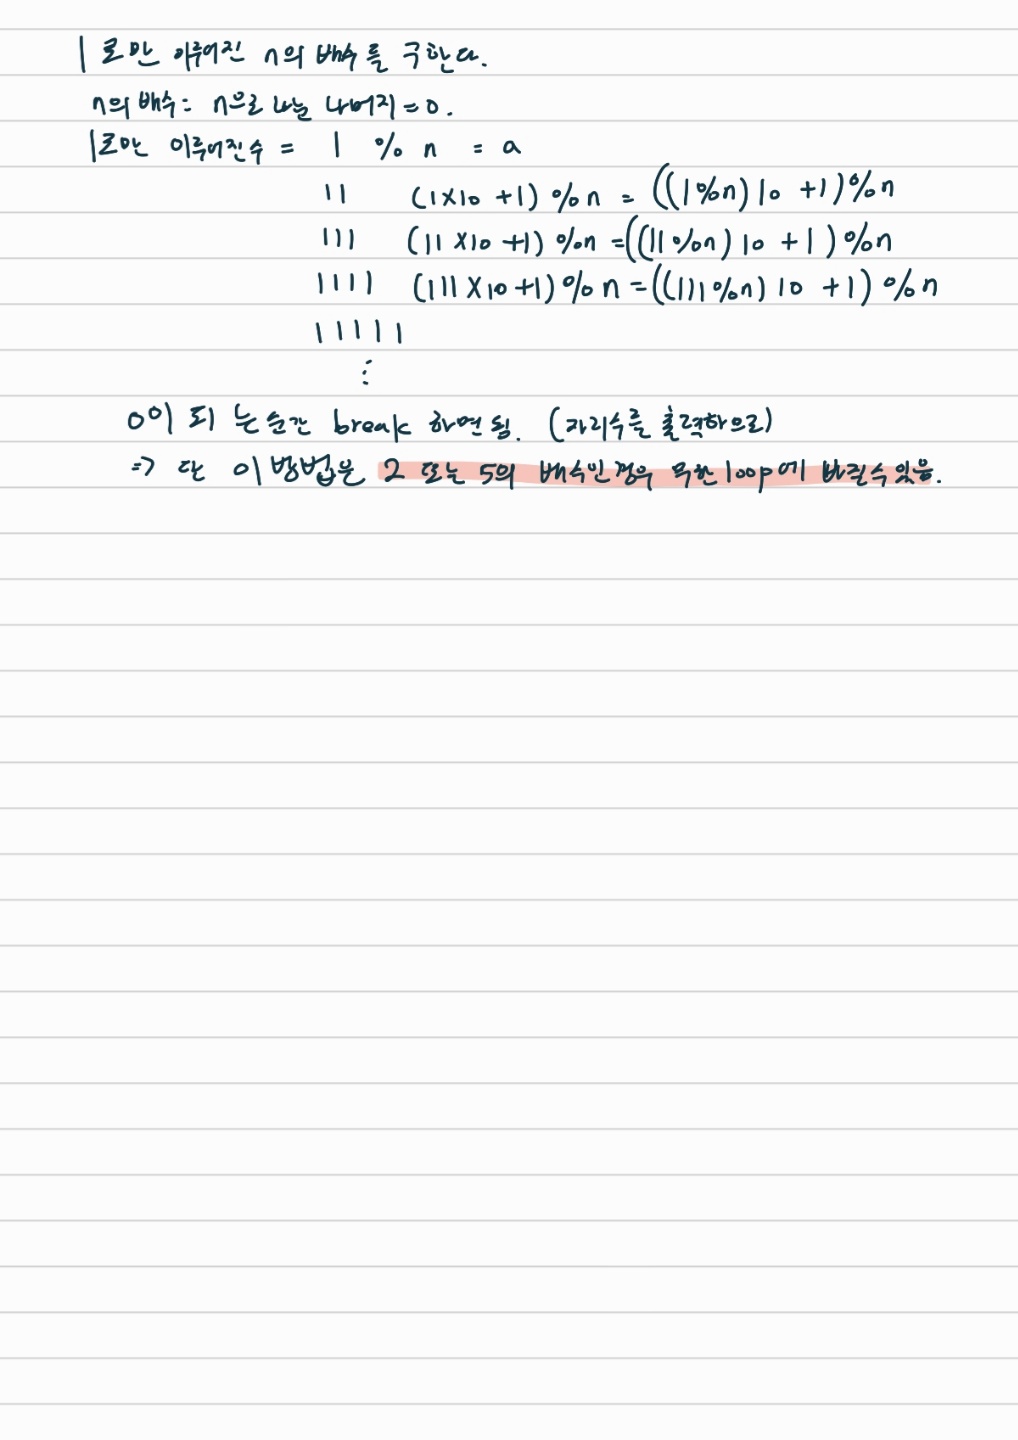 1로만 이루어진 n의 배수를 구한다.
n의 배수 = n으로 나눈 나머지 = 0.
1로만 이루어진수 = 1 % n = a
11 (1×10 +1) % n = ((1%n) 10 +1)%n
111 (11 ×10 +1) %n =((11%n) 10 + 1) %n
1111 (111 ×10 +1) % n =((111%n) 10 +1) %n
11111
⋮
0이 되는순간 break 하면됨. (자리수를 출력하므로)
=> 단 이 방법은 2 또는 5의 배수인 경우 무한loop에 빠질수있음.